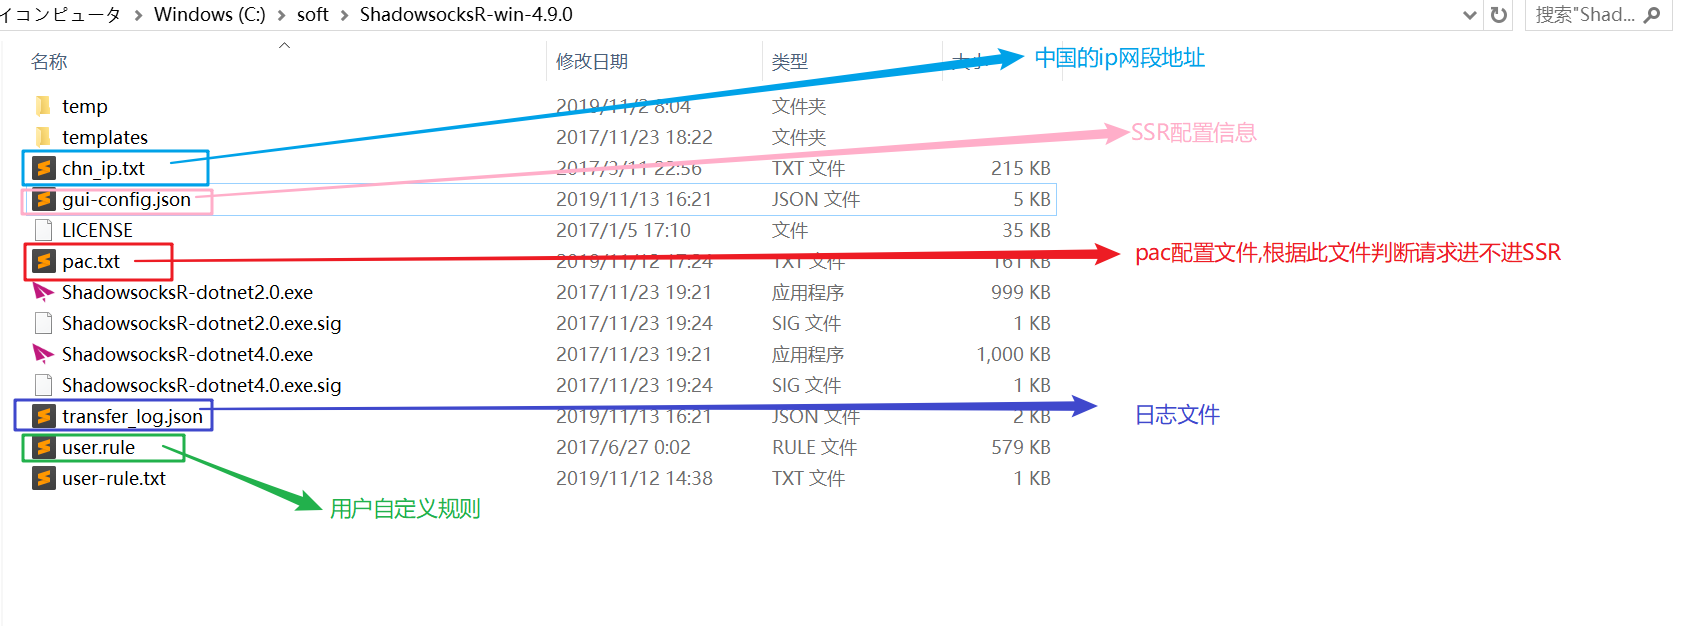 イコンピュータ > Windows (C:) > soft > ShadowsocksR-win-4.9.0 搜索"Shad...
名称 修改日期 类型 大小 中国的ip网段地址
temp 2019/11/2 8:04 文件夹
templates 2017/11/23 18:22 文件夹 SSR配置信息
chn_ip.txt 2017/3/11 22:56 TXT 文件 215 KB
gui-config.json 2019/11/13 16:21 JSON 文件 5 KB
LICENSE 2017/1/5 17:10 文件 35 KB
pac.txt 2019/11/12 17:24 TXT 文件 161 KB pac配置文件,根据此文件判断请求进不进SSR
ShadowsocksR-dotnet2.0.exe 2017/11/23 19:21 应用程序 999 KB
ShadowsocksR-dotnet2.0.exe.sig 2017/11/23 19:24 SIG 文件 1 KB
ShadowsocksR-dotnet4.0.exe 2017/11/23 19:21 应用程序 1,000 KB
ShadowsocksR-dotnet4.0.exe.sig 2017/11/23 19:24 SIG 文件 1 KB
transfer_log.json 2019/11/13 16:21 JSON 文件 2 KB 日志文件
user.rule 2017/6/27 0:02 RULE 文件 579 KB
user-rule.txt 2019/11/12 14:38 TXT 文件 1 KB
用户自定义规则